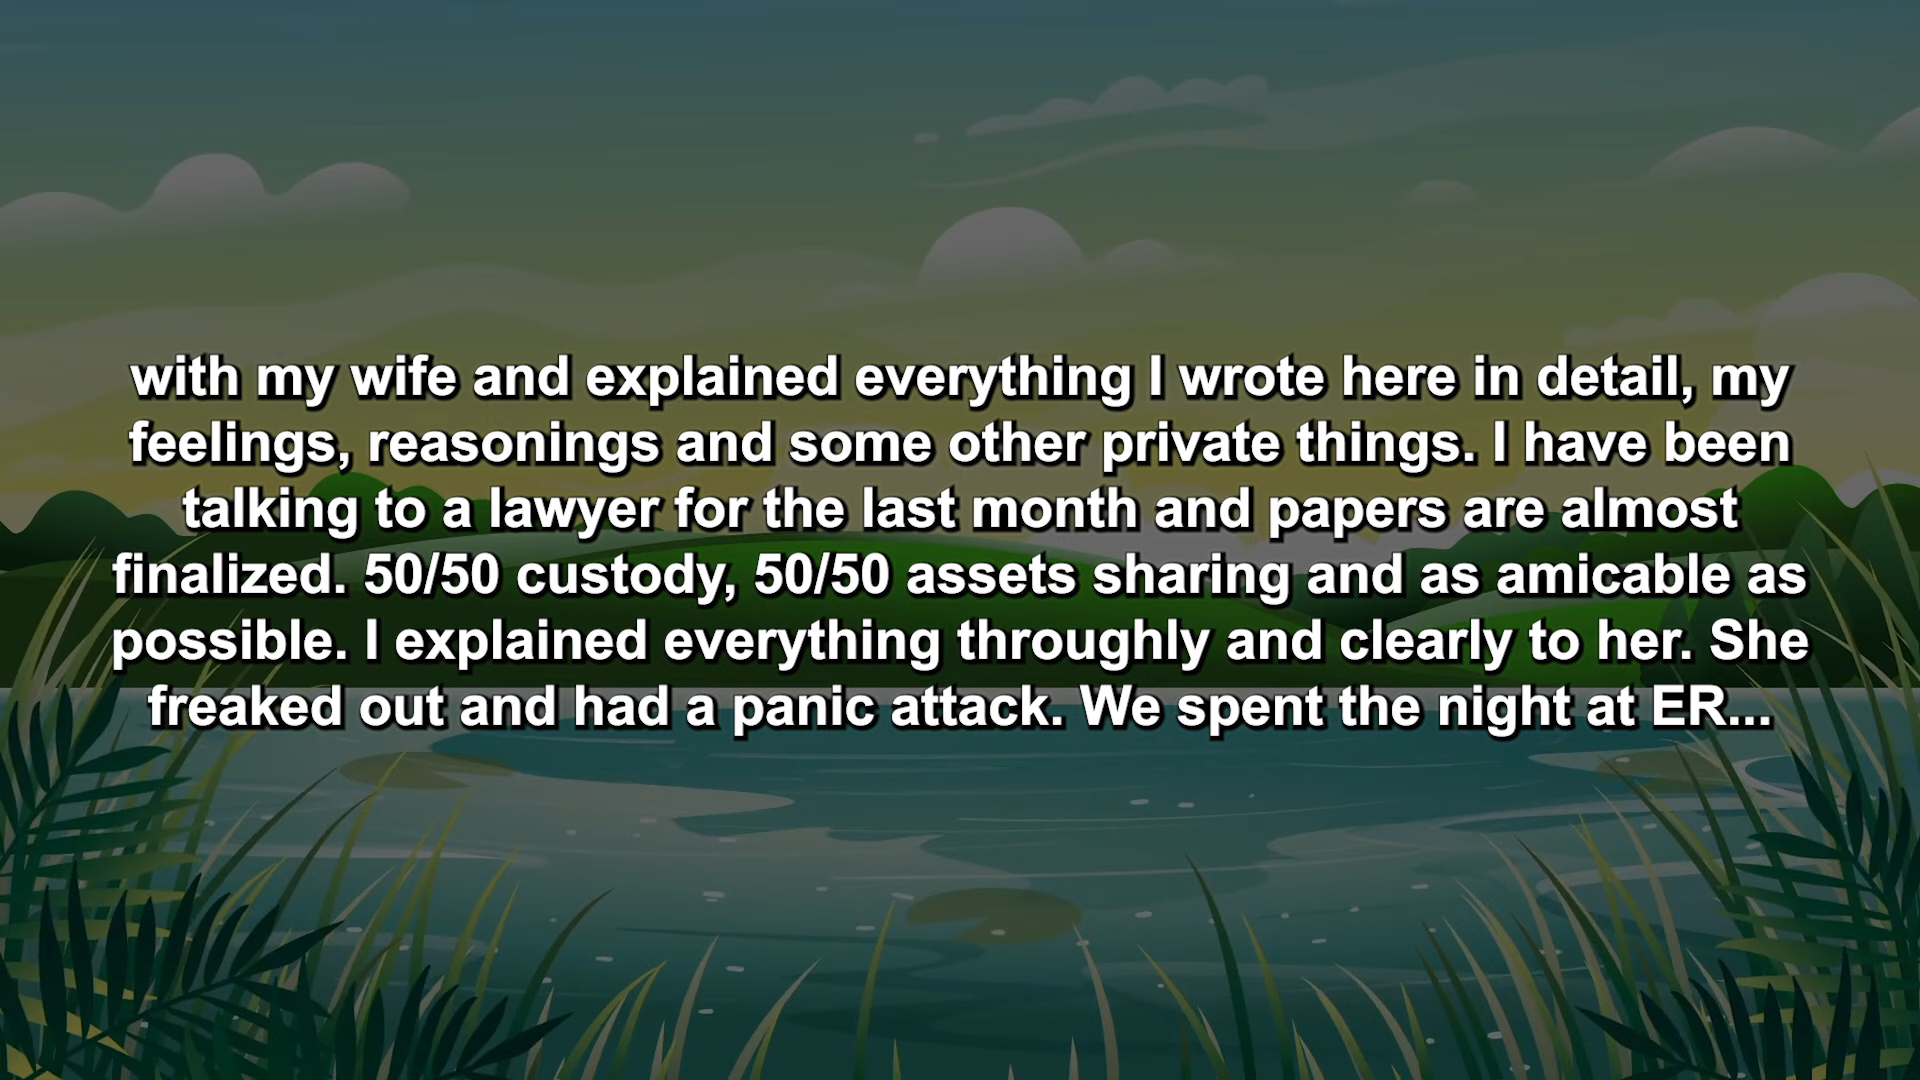 with my wife and explained everything I wrote here in detail, my
feelings, reasonings and some other private things. I have been
talking to a lawyer for the last month and papers are almost
finalized. 50/50 custody, 50/50 assets sharing and as amicable as
possible. I explained everything throughly and clearly to her. She
freaked out and had a panic attack. We spent the night at ER...